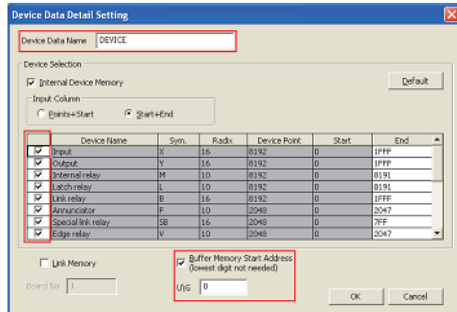 Device Data Detail Setting
Device Data Name DEVICE
Device Selection
Internal Device Memory
Default
Input Column
Points+Start Start+End
Device Name Sym. Radix Device Point Start End
Input X 16 8192 0 1FFF
Output Y 16 8192 0 1FFF
Internal relay M 10 8192 0 8191
Latch relay L 10 8192 0 8191
Link relay B 16 8192 0 1FFF
Annunciator F 10 2048 0 2047
Special link relay SB 16 2048 0 7FF
Edge relay V 10 2048 0 2047
Link Memory
Board No. 1
Buffer Memory Start Address
(lowest digit not needed)
U\G 0
OK Cancel